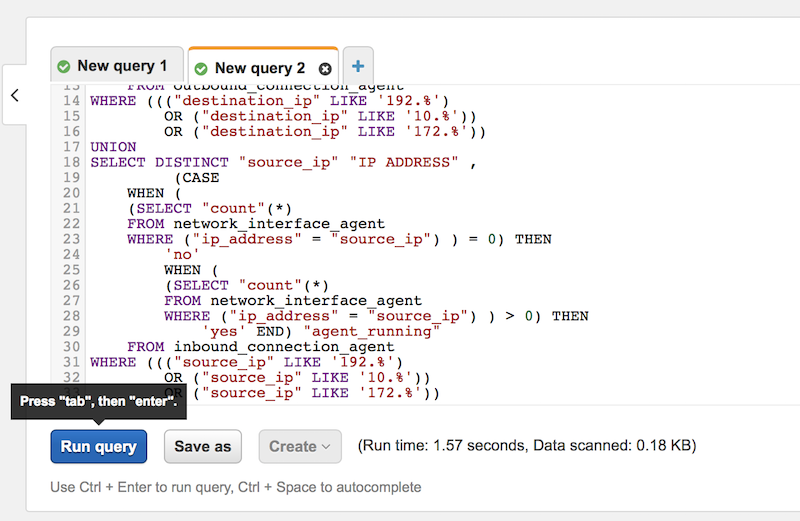 New query 1
New query 2
+
13 FROM outbound_connection_agent
14 WHERE ((("destination_ip" LIKE '192.%')
15 OR ("destination_ip" LIKE '10.%'))
16 OR ("destination_ip" LIKE '172.%'))
17 UNION
18 SELECT DISTINCT "source_ip" "IP ADDRESS" ,
19 (CASE
20 WHEN (
21 (SELECT "count"(*)
22 FROM network_interface_agent
23 WHERE ("ip_address" = "source_ip") ) = 0) THEN
24 'no'
25 WHEN (
26 (SELECT "count"(*)
27 FROM network_interface_agent
28 WHERE ("ip_address" = "source_ip") ) > 0) THEN
29 'yes' END) "agent_running"
30 FROM inbound_connection_agent
31 WHERE ((("source_ip" LIKE '192.%')
32 OR ("source_ip" LIKE '10.%'))
33 OR ("source_ip" LIKE '172.%'))
Press "tab", then "enter".
Run query
Save as
Create
(Run time: 1.57 seconds, Data scanned: 0.18 KB)
Use Ctrl + Enter to run query, Ctrl + Space to autocomplete